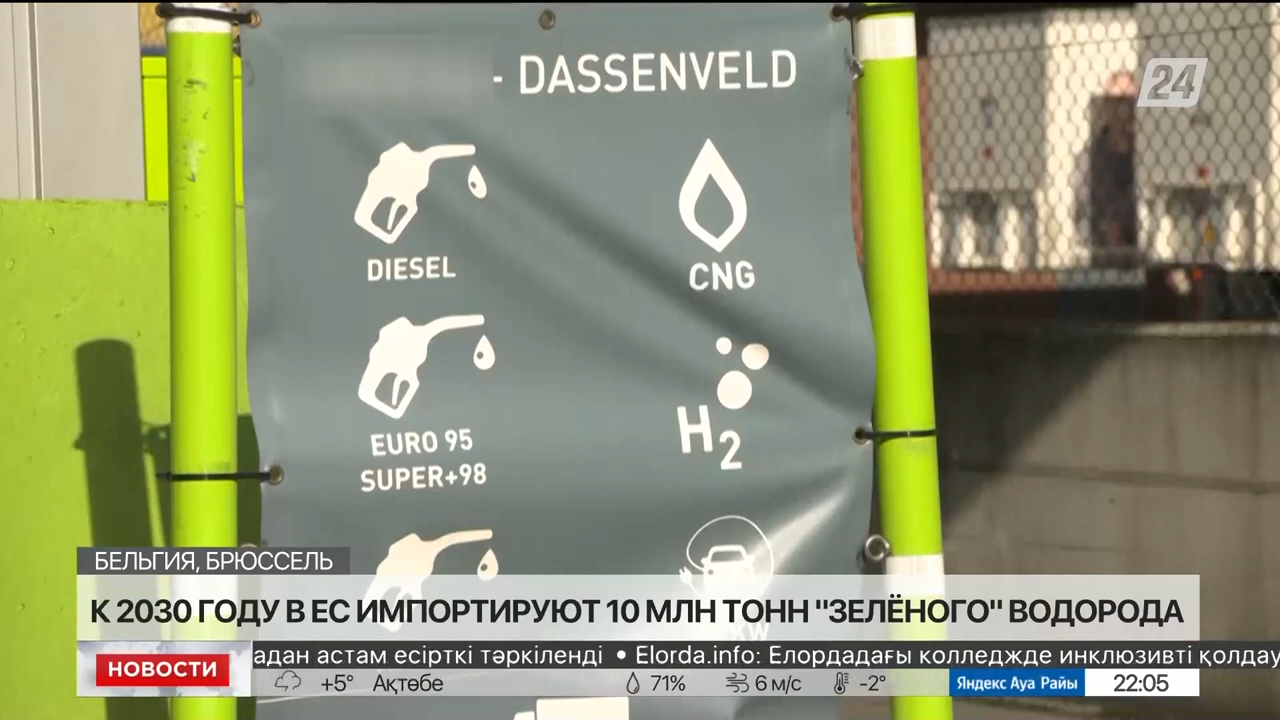 - DASSENVELD
24
DIESEL
CNG
EURO 95
SUPER+98
H2
БЕЛЬГИЯ, БРЮССЕЛЬ
К 2030 ГОДУ В ЕС ИМПОРТИРУЮТ 10 МЛН ТОНН "ЗЕЛЁНОГО" ВОДОРОДА
НОВОСТИ
адан астам есірткі тәркіленді • Elorda.info: Елордадағы колледжде инклюзивті қолдау
+5° Ақтөбе 71% 6 м/с -2° Яндекс Ауа Райы 22:05